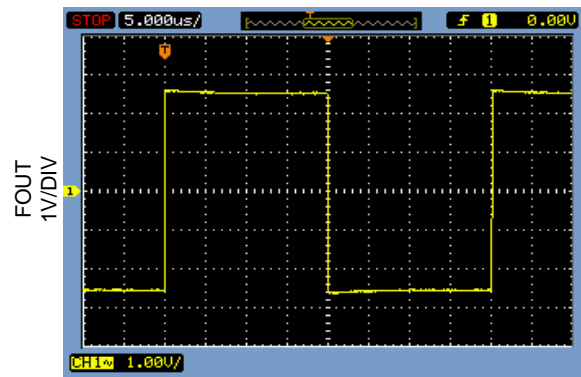 STOP 5.000us/ T 1 0.00V
T
FOUT
1V/DIV
1
CH1~ 1.00V/